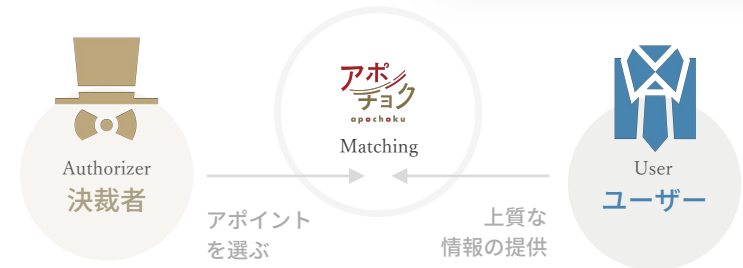 アポ
チョク
apochoku
Matching
Authorizer
決裁者
アポイント
を選ぶ
User
ユーザー
上質な
情報の提供